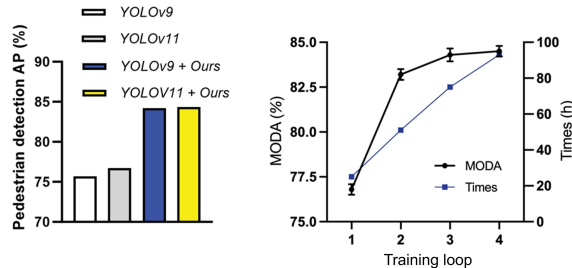 YOLOv9
YOLOv11
YOLOv9 + Ours
YOLOV11 + Ours
Pedestrian detection AP (%)
90
85
80
75
70
MODA (%)
85.0
82.5
80.0
77.5
75.0
MODA
Times
100
80
60
40
20
0
Times (h)
1 2 3 4
Training loop